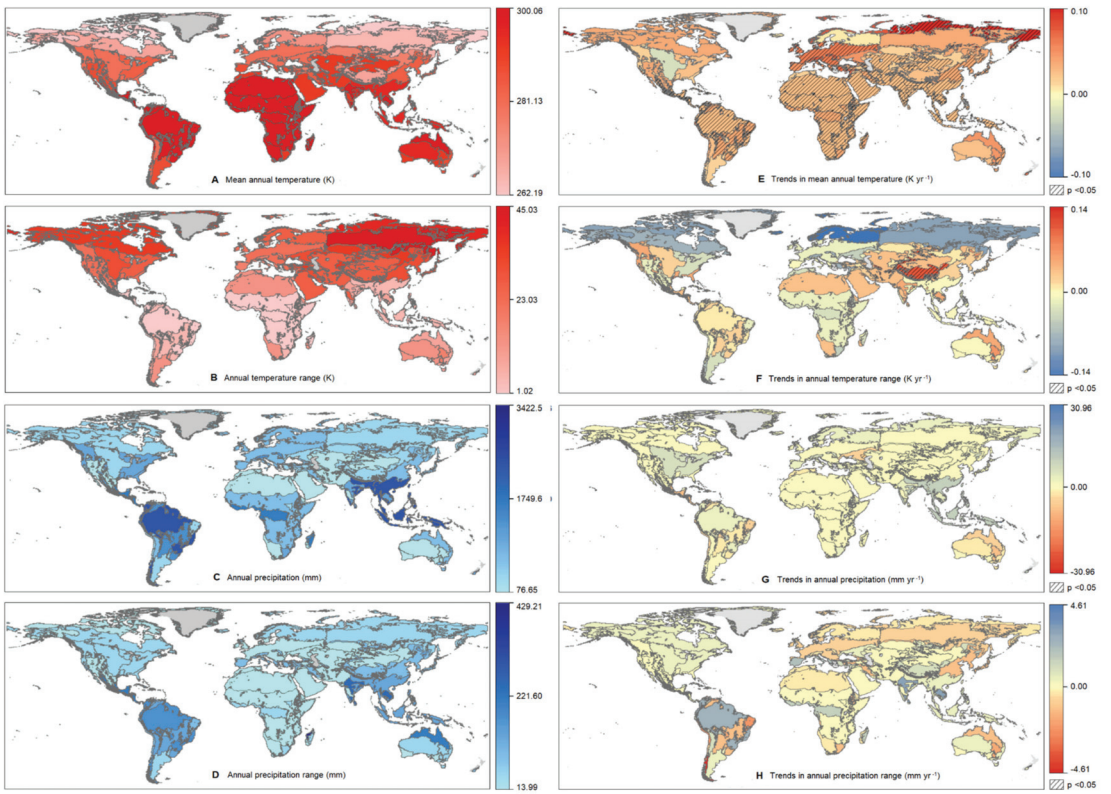 300.06
281.13
262.19
A Mean annual temperature (K)
0.10
0.00
-0.10
p <0.05
E Trends in mean annual temperature (K yr⁻¹)
45.03
23.03
1.02
B Annual temperature range (K)
0.14
0.00
-0.14
p <0.05
F Trends in annual temperature range (K yr⁻¹)
3422.5
1749.6
76.65
C Annual precipitation (mm)
30.96
0.00
-30.96
p <0.05
G Trends in annual precipitation (mm yr⁻¹)
429.21
221.60
13.99
D Annual precipitation range (mm)
4.61
0.00
-4.61
p <0.05
H Trends in annual precipitation range (mm yr⁻¹)